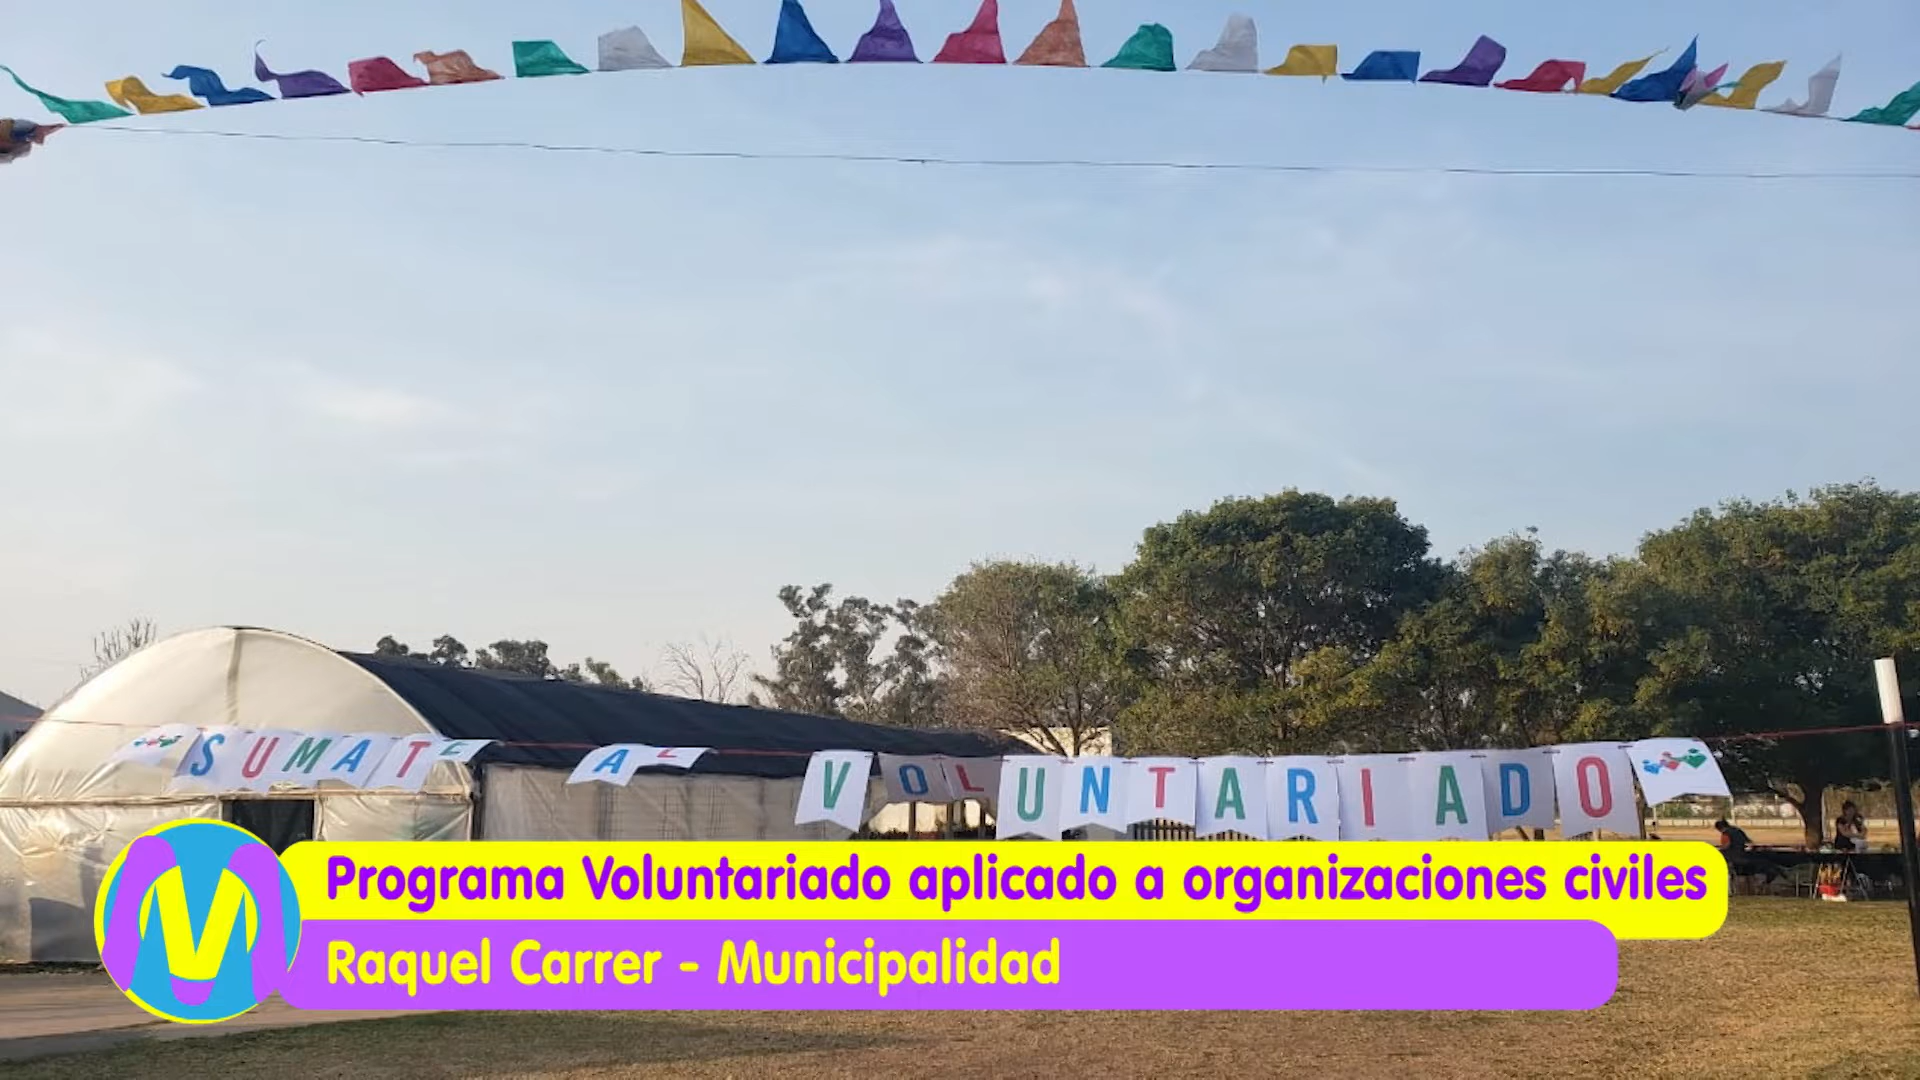 SUMATE AL VOLUNTARIADO
Programa Voluntariado aplicado a organizaciones civiles
Raquel Carrer - Municipalidad